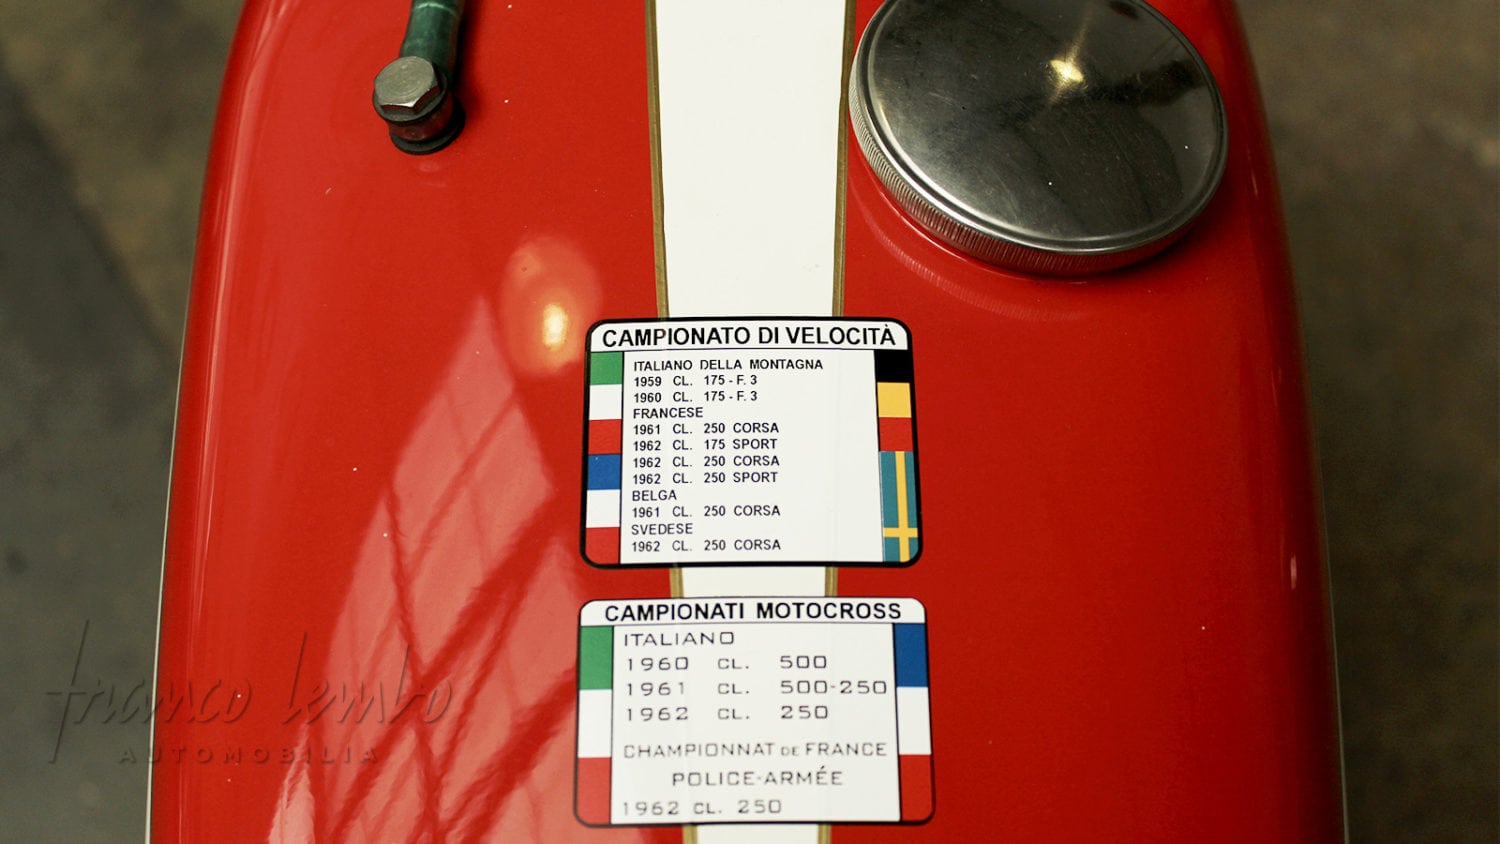 CAMPIONATO DI VELOCITÀ
ITALIANO DELLA MONTAGNA
1959 CL. 175 - F. 3
1960 CL. 175 - F. 3
FRANCESE
1961 CL. 250 CORSA
1962 CL. 175 SPORT
1962 CL. 250 CORSA
1962 CL. 250 SPORT
BELGA
1961 CL. 250 CORSA
SVEDESE
1962 CL. 250 CORSA
CAMPIONATI MOTOCROSS
ITALIANO
1960 CL. 500
1961 CL. 500-250
1962 CL. 250
CHAMPIONNAT DE FRANCE
POLICE-ARMÉE
1962 CL. 250
franco lembo
AUTOMOBILIA